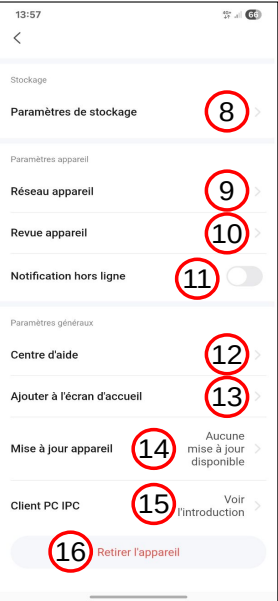 13:57
66
Stockage
Paramètres de stockage
8
Paramètres appareil
Réseau appareil
9
Revue appareil
10
Notification hors ligne
11
Paramètres généraux
Centre d'aide
12
Ajouter à l'écran d'accueil
13
Mise à jour appareil
14
Aucune
mise à jour
disponible
Client PC IPC
15
Voir
l'introduction
16
Retirer l'appareil